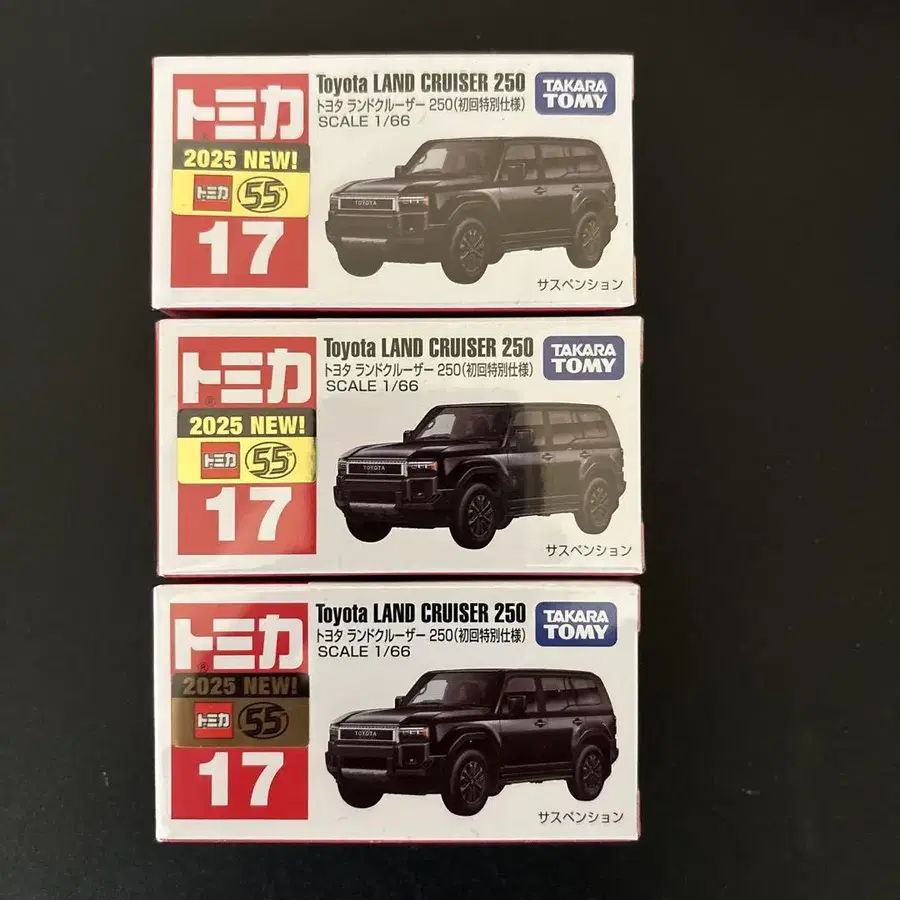 Toyota LAND CRUISER 250
トヨタ ランドクルーザー 250(初回特別仕様)
SCALE 1/66
TAKARA
TOMY
トミカ
2025 NEW!
トミカ 55
17
TOYOTA
サスペンション
Toyota LAND CRUISER 250
トヨタ ランドクルーザー 250(初回特別仕様)
SCALE 1/66
TAKARA
TOMY
トミカ®
2025 NEW!
トミカ 55™
17
TOYOTA
サスペンション
Toyota LAND CRUISER 250
トヨタ ランドクルーザー 250(初回特別仕様)
SCALE 1/66
TAKARA
TOMY
トミカ®
2025 NEW!
トミカ 55
17
TOYOTA
サスペンション